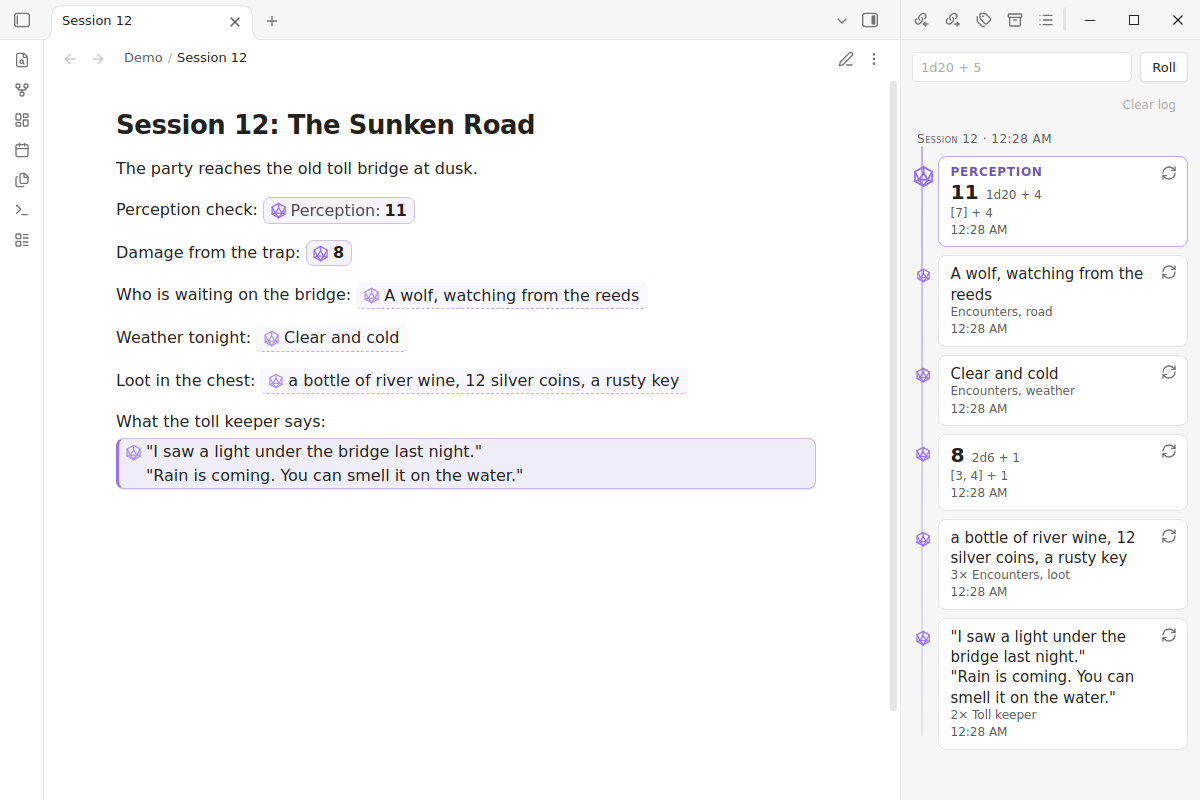 Session 12
Demo / Session 12
Session 12: The Sunken Road
The party reaches the old toll bridge at dusk.
Perception check: Perception: 11
Damage from the trap: 8
Who is waiting on the bridge: A wolf, watching from the reeds
Weather tonight: Clear and cold
Loot in the chest: a bottle of river wine, 12 silver coins, a rusty key
What the toll keeper says:
"I saw a light under the bridge last night."
"Rain is coming. You can smell it on the water."
1d20 + 5
Roll
Clear log
Session 12 · 12:28 AM
PERCEPTION
11 1d20 + 4
[7] + 4
12:28 AM
A wolf, watching from the
reeds
Encounters, road
12:28 AM
Clear and cold
Encounters, weather
12:28 AM
8 2d6 + 1
[3, 4] + 1
12:28 AM
a bottle of river wine, 12
silver coins, a rusty key
3× Encounters, loot
12:28 AM
"I saw a light under the
bridge last night."
"Rain is coming. You can
smell it on the water."
2× Toll keeper
12:28 AM